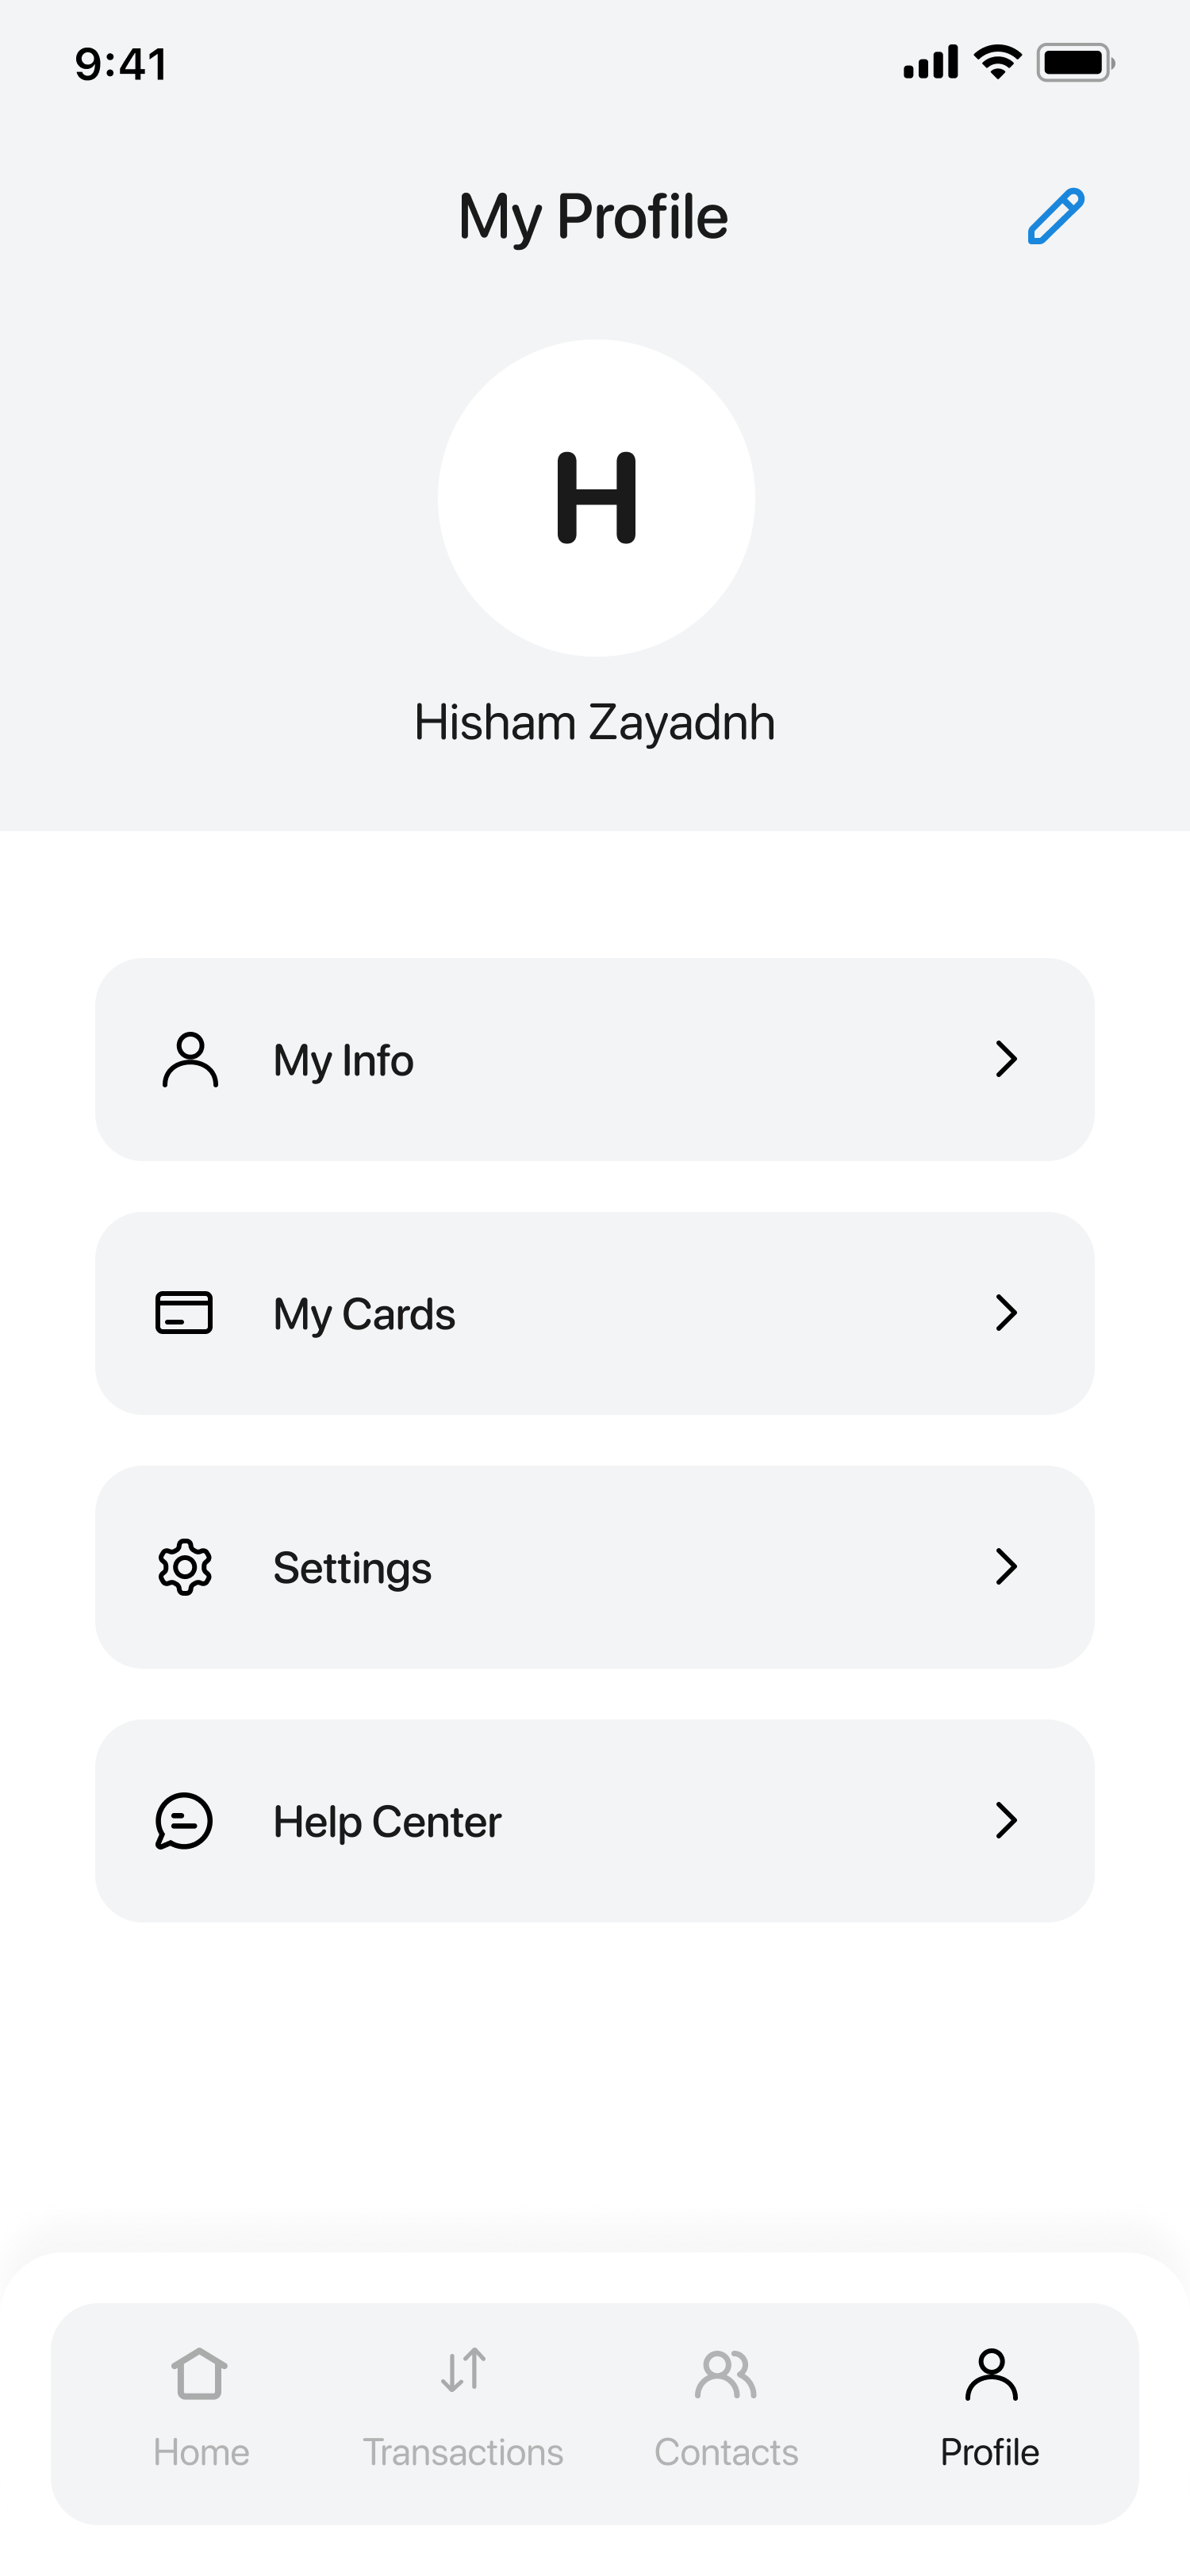 9:41
My Profile
H
Hisham Zayadnh
My Info
My Cards
Settings
Help Center
Home Transactions Contacts Profile